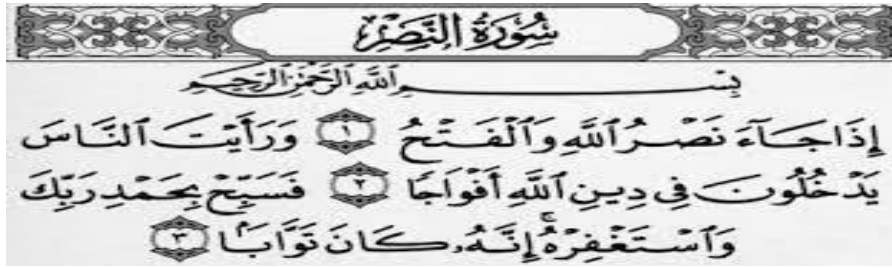 سُورَةُ النَّصْرِ
بِسْمِ ٱللَّهِ ٱلرَّحْمَٰنِ ٱلرَّحِيمِ
إِذَا جَآءَ نَصْرُ ٱللَّهِ وَٱلْفَتْحُ ١ وَرَأَيْتَ ٱلنَّاسَ
يَدْخُلُونَ فِى دِينِ ٱللَّهِ أَفْوَاجًا ٢ فَسَبِّحْ بِحَمْدِ رَبِّكَ
وَٱسْتَغْفِرْهُ ۚ إِنَّهُۥ كَانَ تَوَّابَۢا ٣